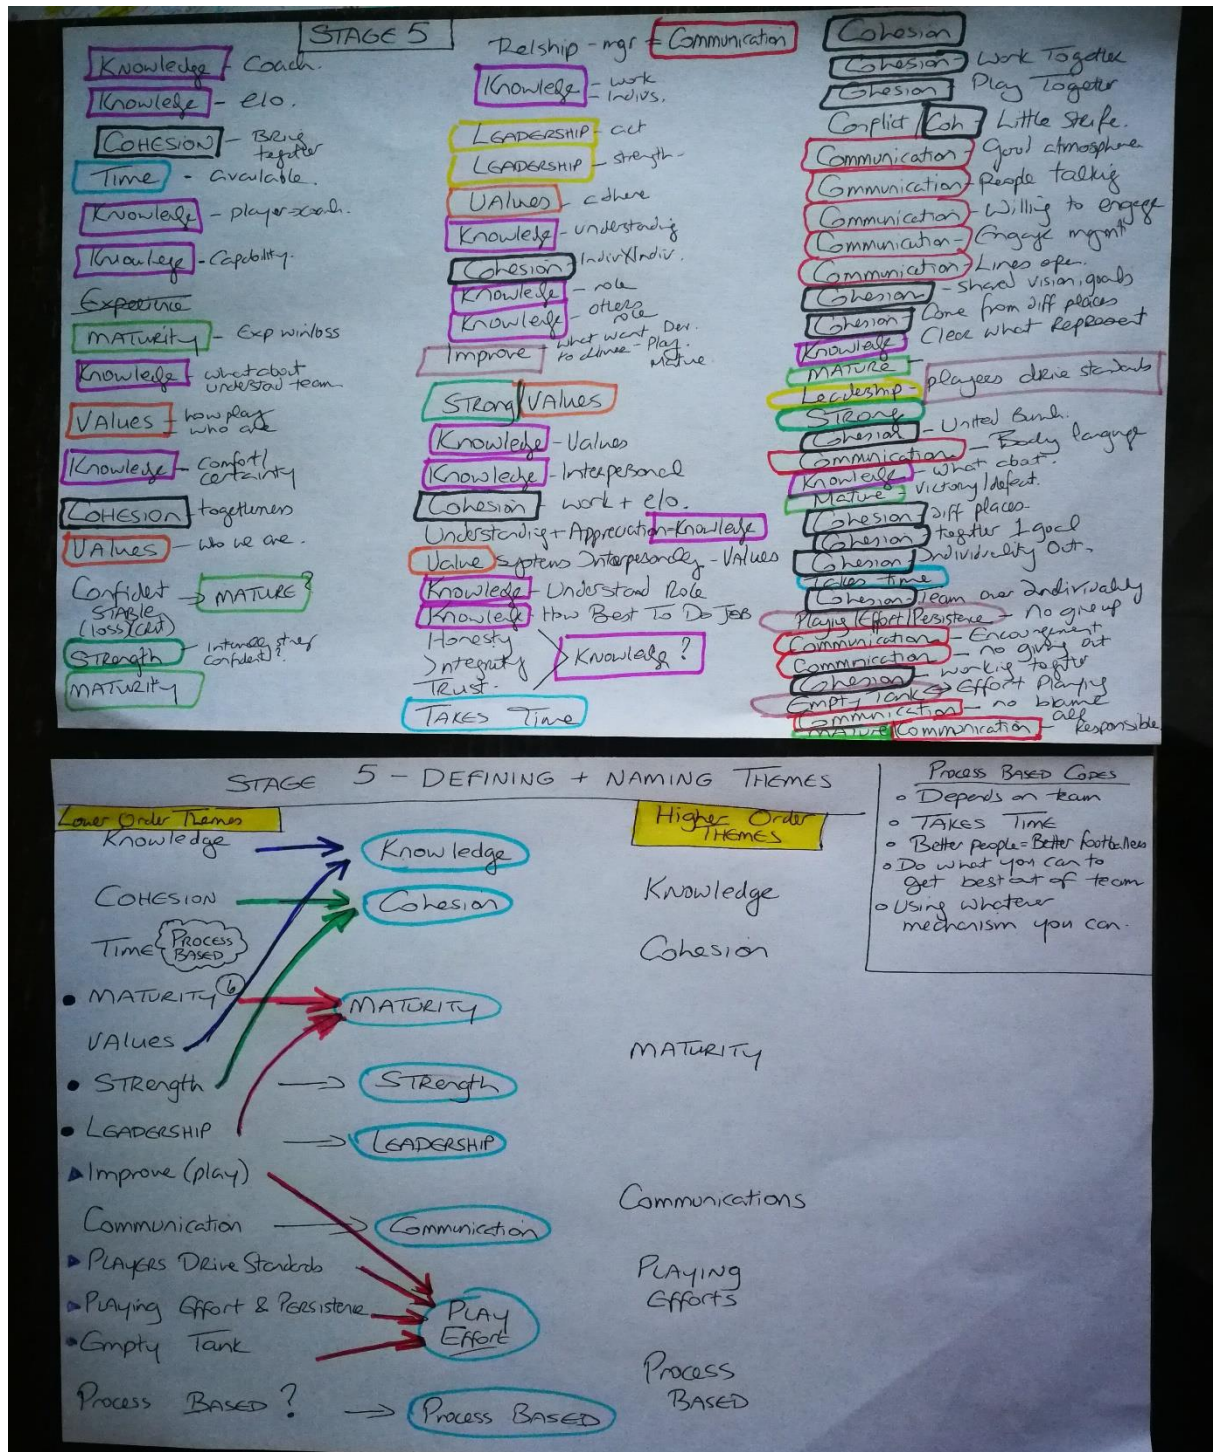 STAGE 5
Knowledge - Coach.
Knowledge - e/o.
COHESION - Bring together
Time - available.
Knowledge - player→coach.
Knowledge - Capability.
Experience
MATURITY - Exp win/loss
Knowledge - what about understand team
VALUES - how play who are
Knowledge - Comfort/certainty
COHESION togetherness
VALUES - who we are.
Confident → MATURE?
STABLE
(loss)
Strength - confident?
MATURITY
Relship - mgr = Communication
Knowledge - work
- Indivs.
LEADERSHIP - act
LEADERSHIP - strength
VALUES - adhere
Knowledge - understanding
Cohesion - IndivXIndiv.
Knowledge - role
Knowledge - others role
Improve - what want to achieve - Dev. Play. Mature
STRONG / VALUES
Knowledge - Values
Knowledge - Interpersonal
Cohesion - work + e/o.
Understanding + Appreciation - Knowledge
Value systems Interpersonally - VALUES
Knowledge - Understand Role
Knowledge How Best To Do Job
Honesty
Integrity > Knowledge?
Trust.
TAKES Time
Cohesion
Cohesion - work Together
Cohesion Play Together
Conflict / Coh - Little Strife.
Communication - Good atmosphere
Communication - People talking
Communication - Willing to engage
Communication - Engage mgmt
Communication - Lines open.
Cohesion - shared vision, goals
Cohesion - Come from diff places
Knowledge Clear what Represent
MATURE -
Leadership - players drive standards
STRONG
Cohesion - United Bunch.
Communication - Body language
Knowledge - what about.
Mature - victory/defeat.
Cohesion diff places.
Cohesion together 1 goal
Cohesion Individuality Out.
Takes time
Cohesion Team over Individuality
Playing/Effort/Persistence - No give up
Communication - Encouragement
Communication - no giving out
Cohesion - working together
Empty Tank → Effort Playing
Communication - no blame
MATURE / Communication - all Responsible
STAGE 5 - DEFINING + NAMING THEMES
Lower Order Themes
Knowledge
COHESION
TIME PROCESS BASED
• MATURITY 6
VALUES
• STRength
• LEADERSHIP
Improve (play)
Communication
PLAYERS DRive Standards
PLAying Effort & PERSistence
Empty Tank
Process BASED ?
Knowledge
Cohesion
MATURITY
STRength
LEADERSHIP
Communication
PLAY Effort
Process BASED
Higher Order THEMES
Knowledge
Cohesion
MATURITY
Communications
PLAYING Efforts
Process BASED
Process Based Codes
○ Depends on team
○ TAKES TIME
○ Better people = Better footballers
○ Do what you can to
get best out of team
○ Using whatever
mechanism you can.